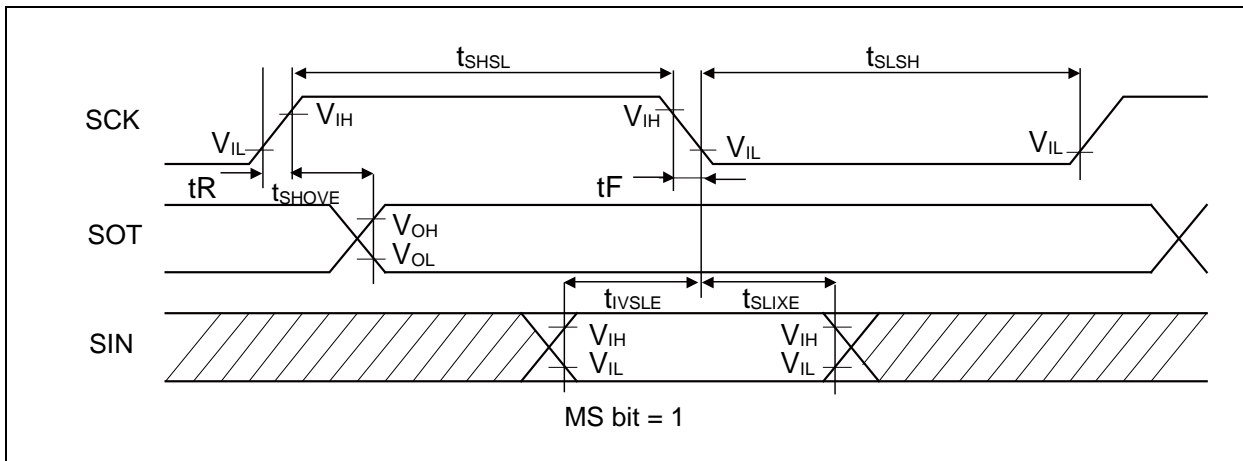 tSHSL
tSLSH
SCK
VIH
VIH
VIL
VIL
VIL
tR
tSHOVE
tF
SOT
VOH
VOL
tIVSLE
tSLIXE
SIN
VIH
VIH
VIL
VIL
MS bit = 1